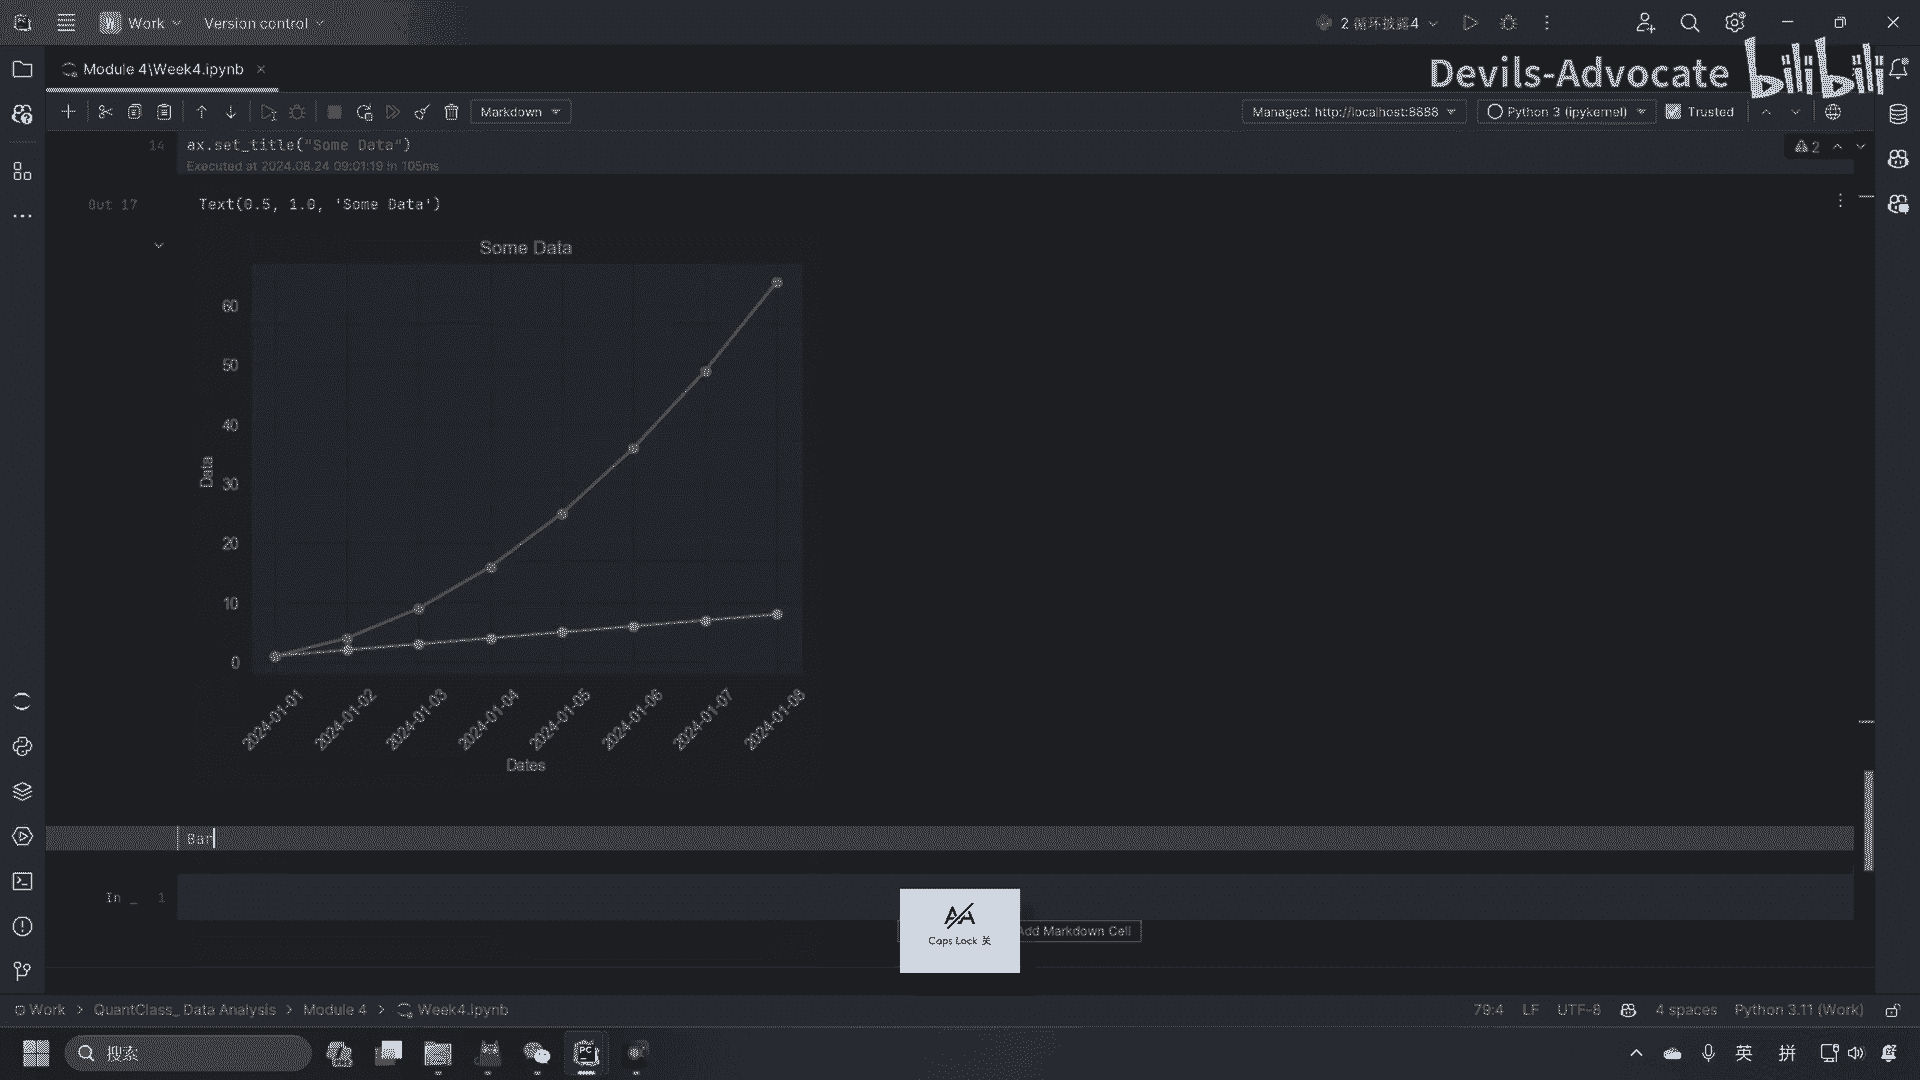 Work
Version control
2 循环披露4
Module 4\Week4.ipynb
Devils-Advocate bilibili
Markdown
Managed: http://localhost:8888
Python 3 (ipykernel)
Trusted
14
ax.set_title("Some Data")
2
Executed at 2024.08.24 09:01:19 in 105ms
Out 17
Text(0.5, 1.0, 'Some Data')
Some Data
60
50
40
30
20
10
0
Data
2024-01-01
2024-01-02
2024-01-03
2024-01-04
2024-01-05
2024-01-06
2024-01-07
2024-01-08
Dates
Bar
In _ 1
Caps Lock 关
Add Markdown Cell
Work > QuantClass_ Data Analysis > Module 4 > Week4.ipynb
79:4 LF UTF-8 4 spaces Python 3.11 (Work)
搜索
英
拼